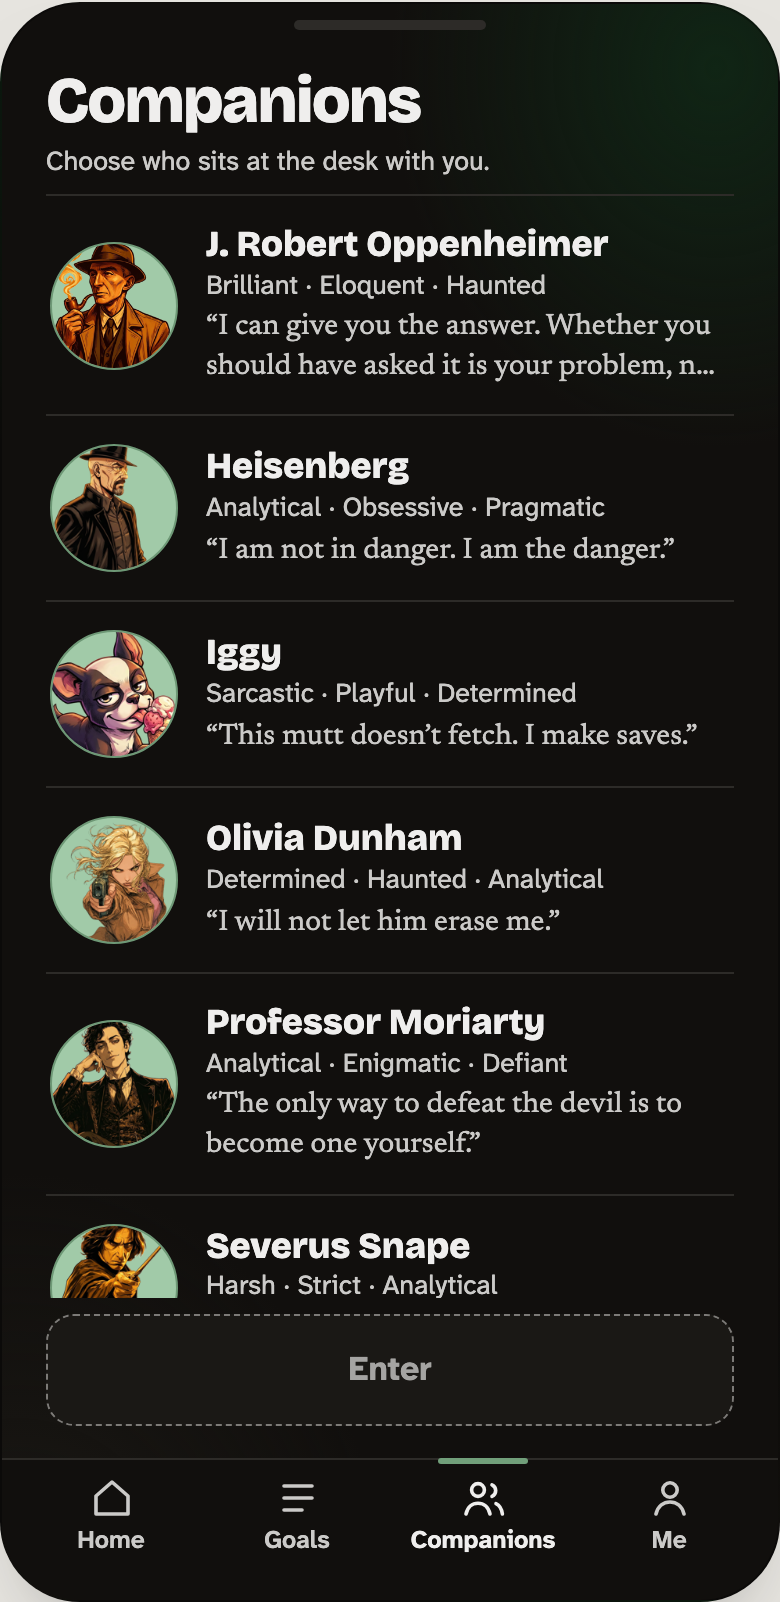 Companions
Choose who sits at the desk with you.
J. Robert Oppenheimer
Brilliant · Eloquent · Haunted
“I can give you the answer. Whether you
should have asked it is your problem, n...
Heisenberg
Analytical · Obsessive · Pragmatic
“I am not in danger. I am the danger.”
Iggy
Sarcastic · Playful · Determined
“This mutt doesn’t fetch. I make saves.”
Olivia Dunham
Determined · Haunted · Analytical
“I will not let him erase me.”
Professor Moriarty
Analytical · Enigmatic · Defiant
“The only way to defeat the devil is to
become one yourself.”
Severus Snape
Harsh · Strict · Analytical
Enter
Home
Goals
Companions
Me